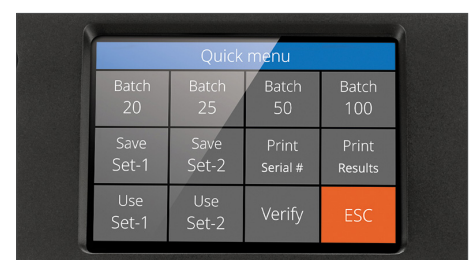 Quick menu
Batch Batch Batch Batch
20 25 50 100
Save Save Print Print
Set-1 Set-2 Serial # Results
Use Use Verify ESC
Set-1 Set-2